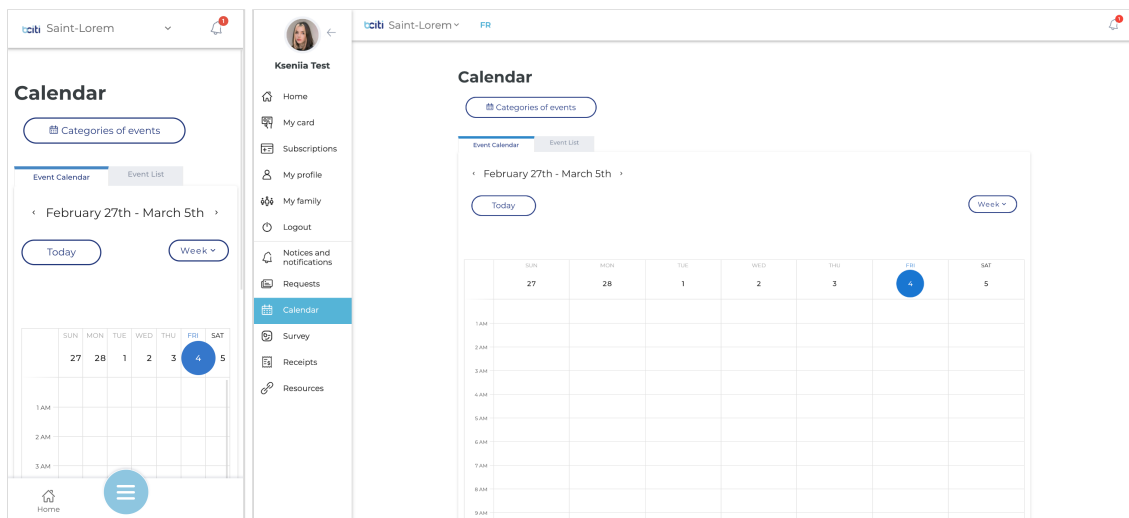 b:citi Saint-Lorem
1
Calendar
Categories of events
Event Calendar Event List
February 27th - March 5th
Today Week
SUN MON TUE WED THU FRI SAT
27 28 1 2 3 4 5
1 AM
2 AM
3 AM
Home
Kseniia Test
Home
My card
Subscriptions
My profile
My family
Logout
Notices and
notifications
Requests
Calendar
Survey
Receipts
Resources
b:citi Saint-Lorem FR
1
Calendar
Categories of events
Event Calendar Event List
February 27th - March 5th
Today Week
SUN MON TUE WED THU FRI SAT
27 28 1 2 3 4 5
1 AM
2 AM
3 AM
4 AM
5 AM
6 AM
7 AM
8 AM
9 AM